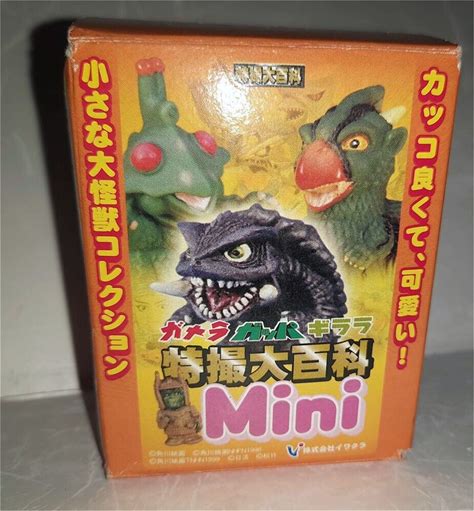 特撮大百科
カッコ良くて、可愛い!
小さな大怪獣コレクション
ガメラ ガッパ ギララ
特撮大百科
Mini
株式会社イワクラ